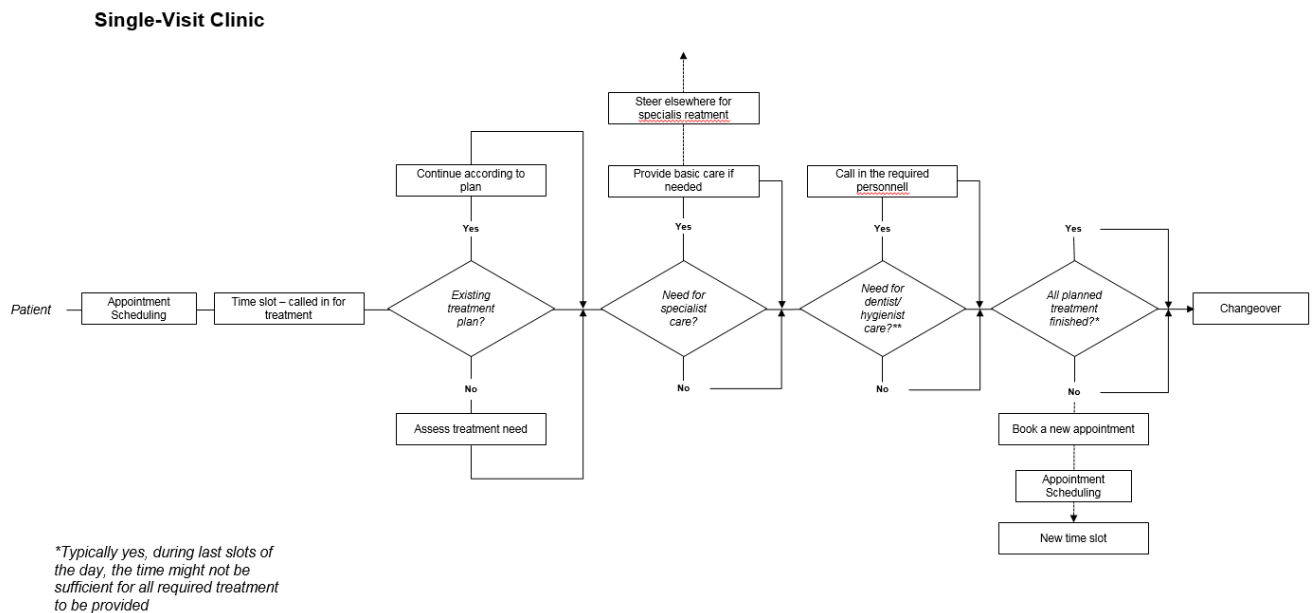 Single-Visit Clinic
Steer elsewhere for
specialis reatment
Continue according to
plan
Provide basic care if
needed
Call in the required
personnell
Yes
Yes
Yes
Yes
Patient
Appointment
Scheduling
Time slot – called in for
treatment
Existing
treatment
plan?
Need for
specialist
care?
Need for
dentist/
hygienist
care?**
All planned
treatment
finished?*
Changeover
No
No
No
No
Assess treatment need
Book a new appointment
Appointment
Scheduling
New time slot
*Typically yes, during last slots of
the day, the time might not be
sufficient for all required treatment
to be provided